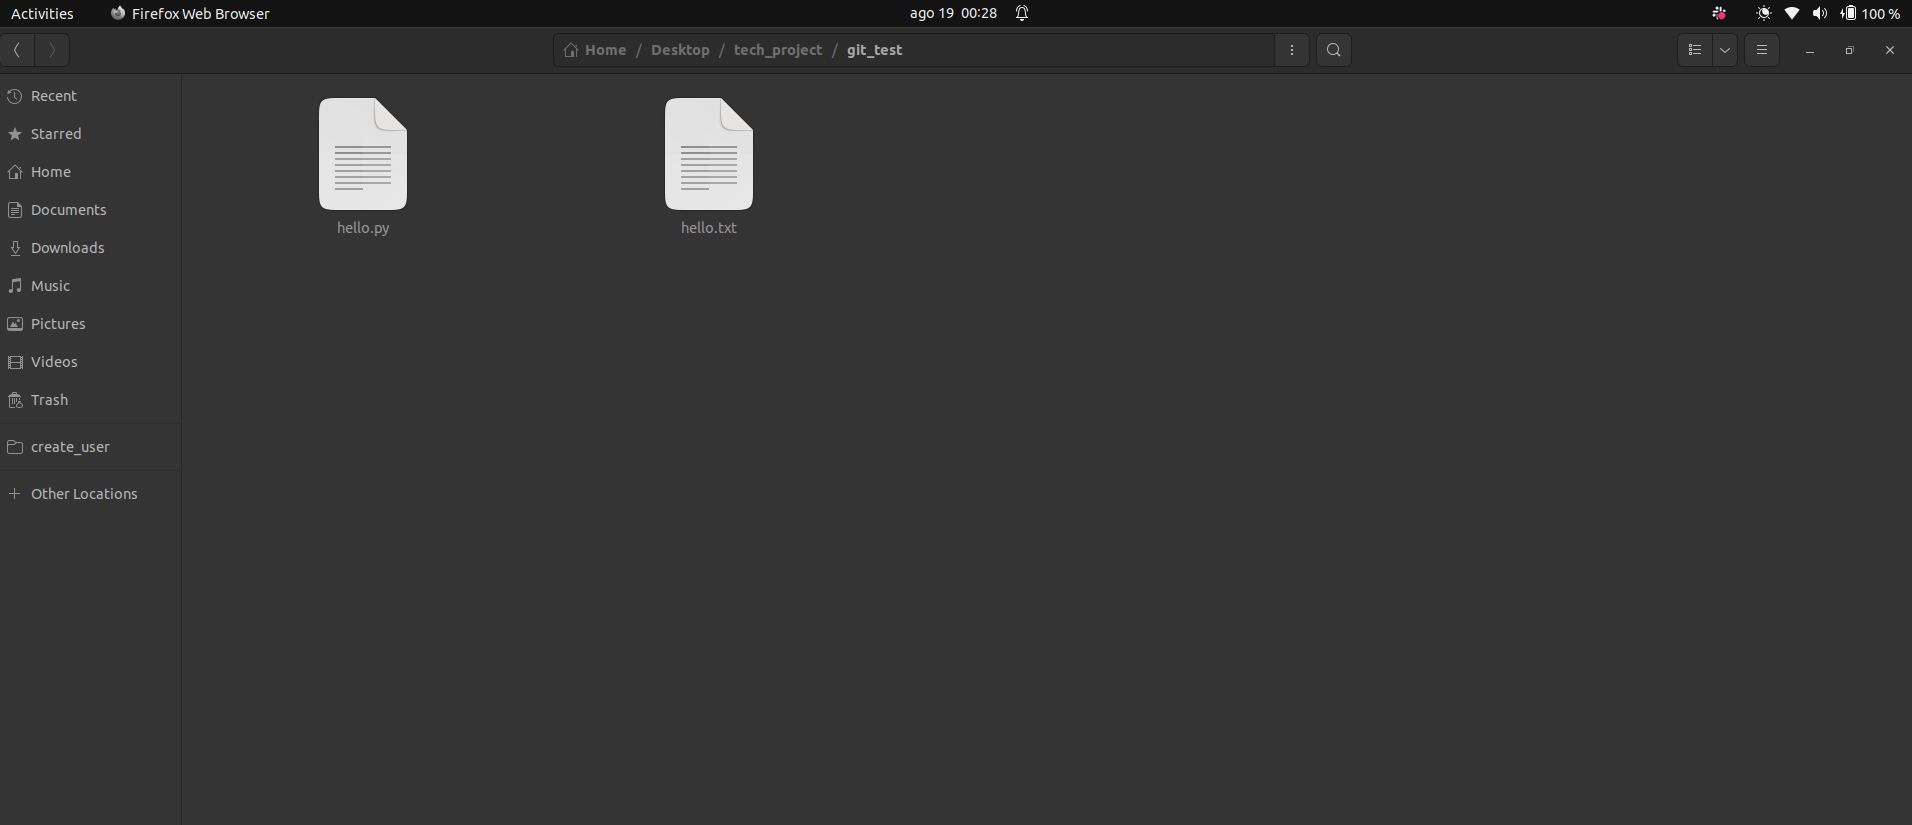 Activities Firefox Web Browser ago 19 00:28 100 %
Home / Desktop / tech_project / git_test
Recent
Starred
Home
Documents
Downloads
Music
Pictures
Videos
Trash
create_user
Other Locations
hello.py hello.txt